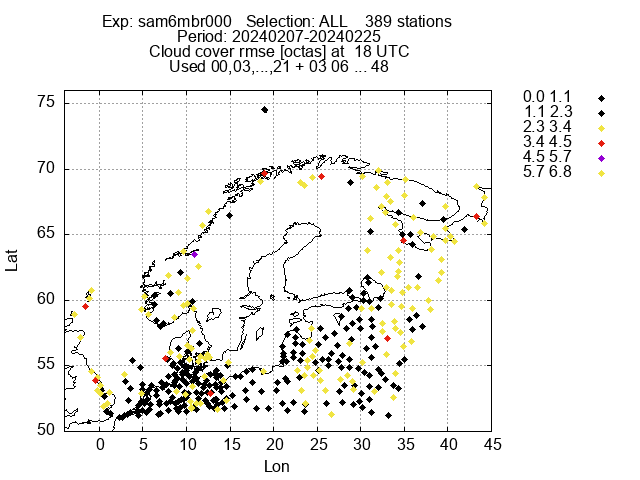 Exp: sam6mbr000   Selection: ALL    389 stations
Period: 20240207-20240225
Cloud cover rmse [octas] at  18 UTC
Used 00,03,...,21 + 03 06 ... 48
0.0 1.1
1.1 2.3
2.3 3.4
3.4 4.5
4.5 5.7
5.7 6.8
75
70
65
60
55
50
Lat
0 5 10 15 20 25 30 35 40 45
Lon